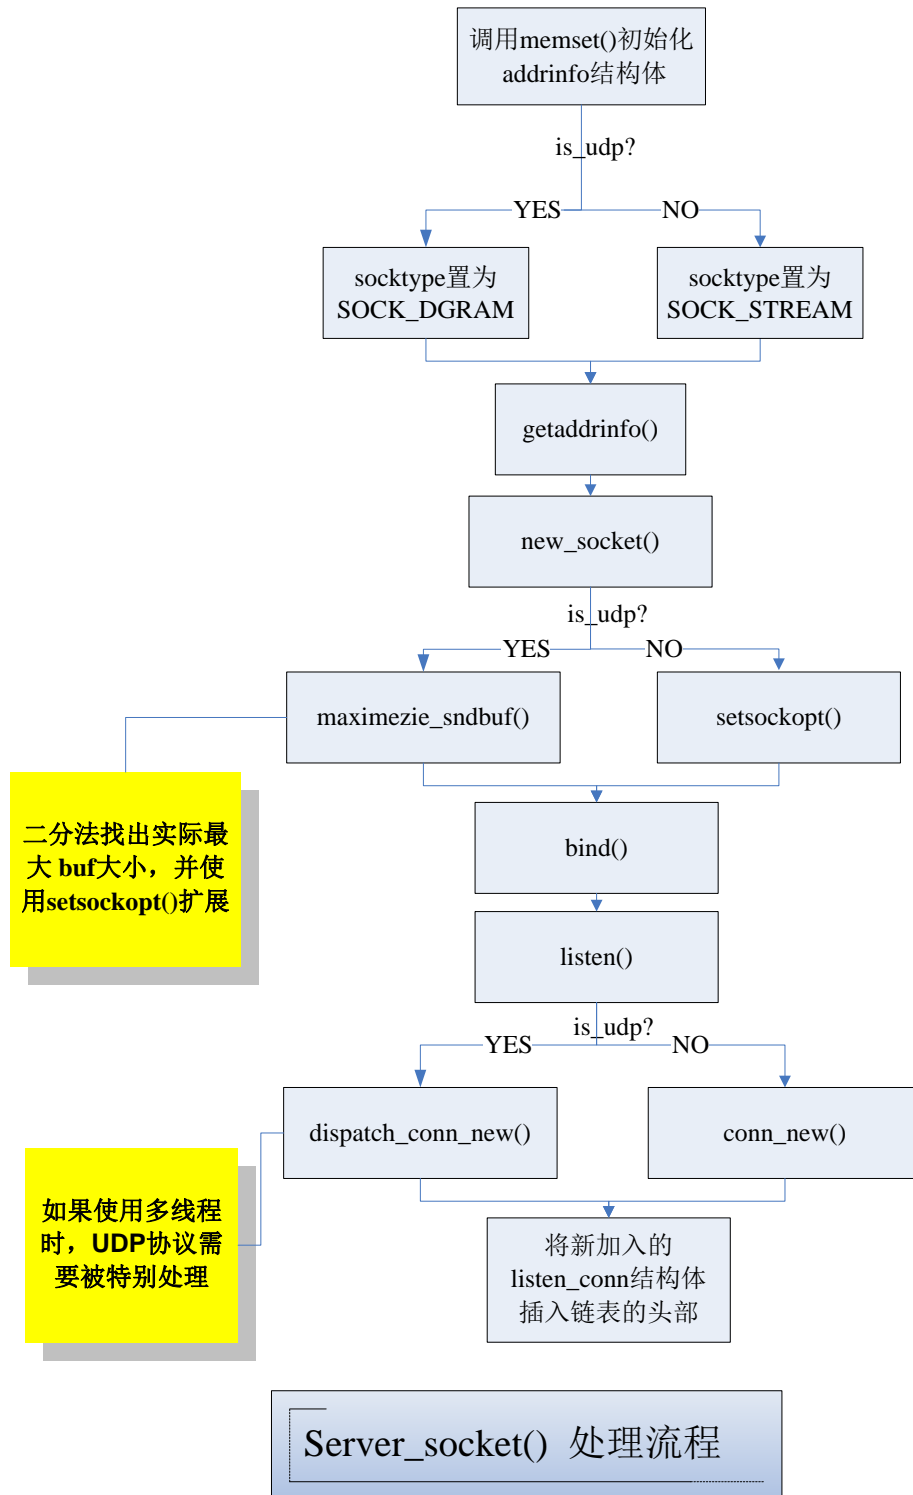 调用memset()初始化
addrinfo结构体
is_udp?
YES
NO
socktype置为
SOCK_DGRAM
socktype置为
SOCK_STREAM
getaddrinfo()
new_socket()
is_udp?
YES
NO
maximezie_sndbuf()
setsockopt()
二分法找出实际最
大 buf大小，并使
用setsockopt()扩展
bind()
listen()
is_udp?
YES
NO
dispatch_conn_new()
conn_new()
如果使用多线程
时，UDP协议需
要被特别处理
将新加入的
listen_conn结构体
插入链表的头部
Server_socket() 处理流程